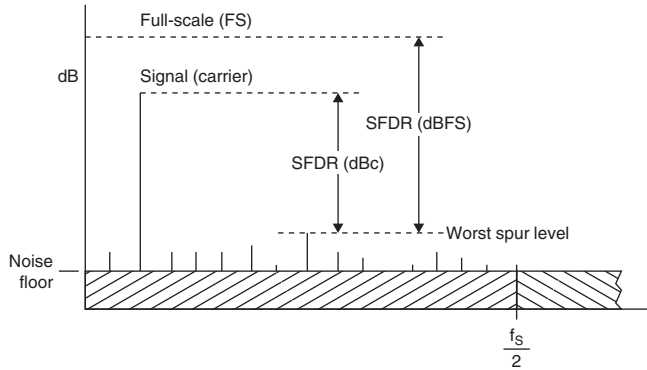 Full-scale (FS)
dB
Signal (carrier)
SFDR (dBFS)
SFDR (dBc)
Worst spur level
Noise
floor
fS
2